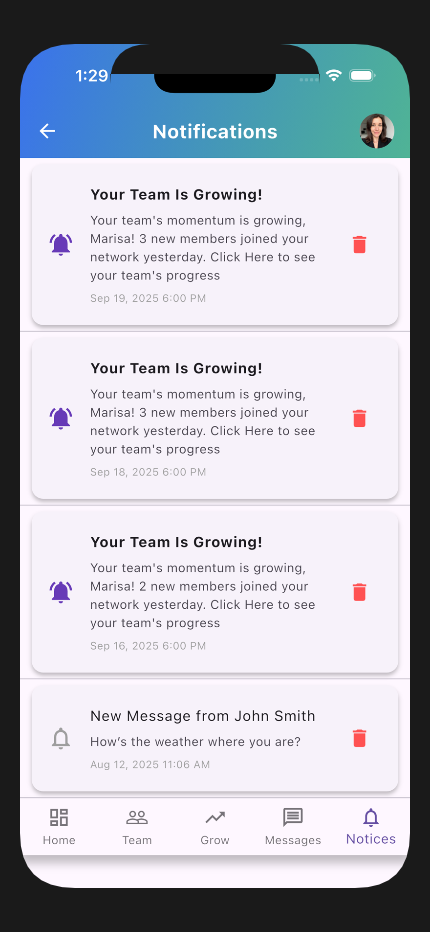 1:29
Notifications
Your Team Is Growing!
Your team's momentum is growing,
Marisa! 3 new members joined your
network yesterday. Click Here to see
your team's progress
Sep 19, 2025 6:00 PM
Your Team Is Growing!
Your team's momentum is growing,
Marisa! 3 new members joined your
network yesterday. Click Here to see
your team's progress
Sep 18, 2025 6:00 PM
Your Team Is Growing!
Your team's momentum is growing,
Marisa! 2 new members joined your
network yesterday. Click Here to see
your team's progress
Sep 16, 2025 6:00 PM
New Message from John Smith
How's the weather where you are?
Aug 12, 2025 11:06 AM
Home Team Grow Messages Notices